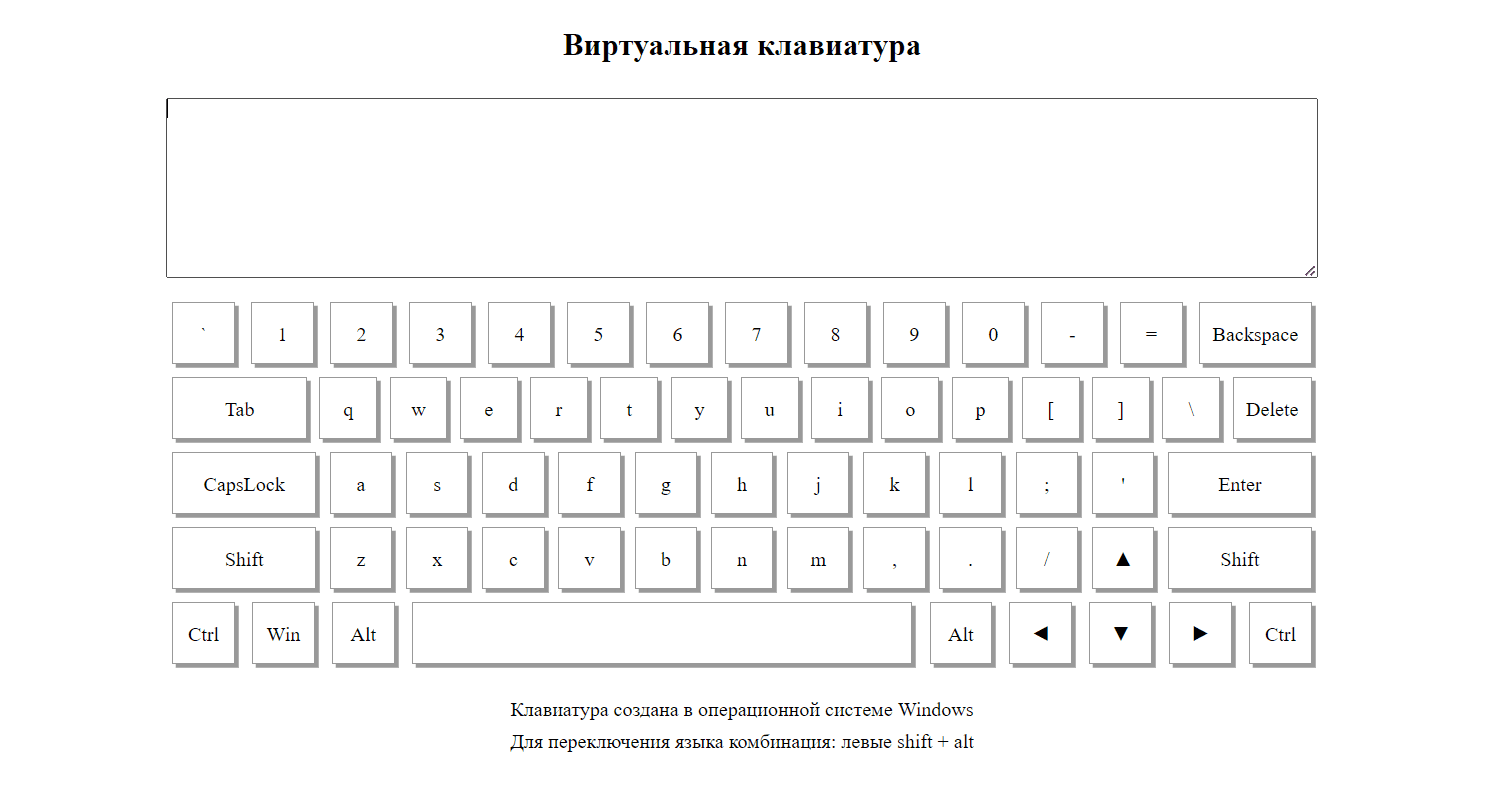 Виртуальная клавиатура
` 1 2 3 4 5 6 7 8 9 0 - = Backspace
Tab q w e r t y u i o p [ ] \ Delete
CapsLock a s d f g h j k l ; ' Enter
Shift z x c v b n m , . / ▲ Shift
Ctrl Win Alt Alt ◄ ▼ ► Ctrl
Клавиатура создана в операционной системе Windows
Для переключения языка комбинация: левые shift + alt